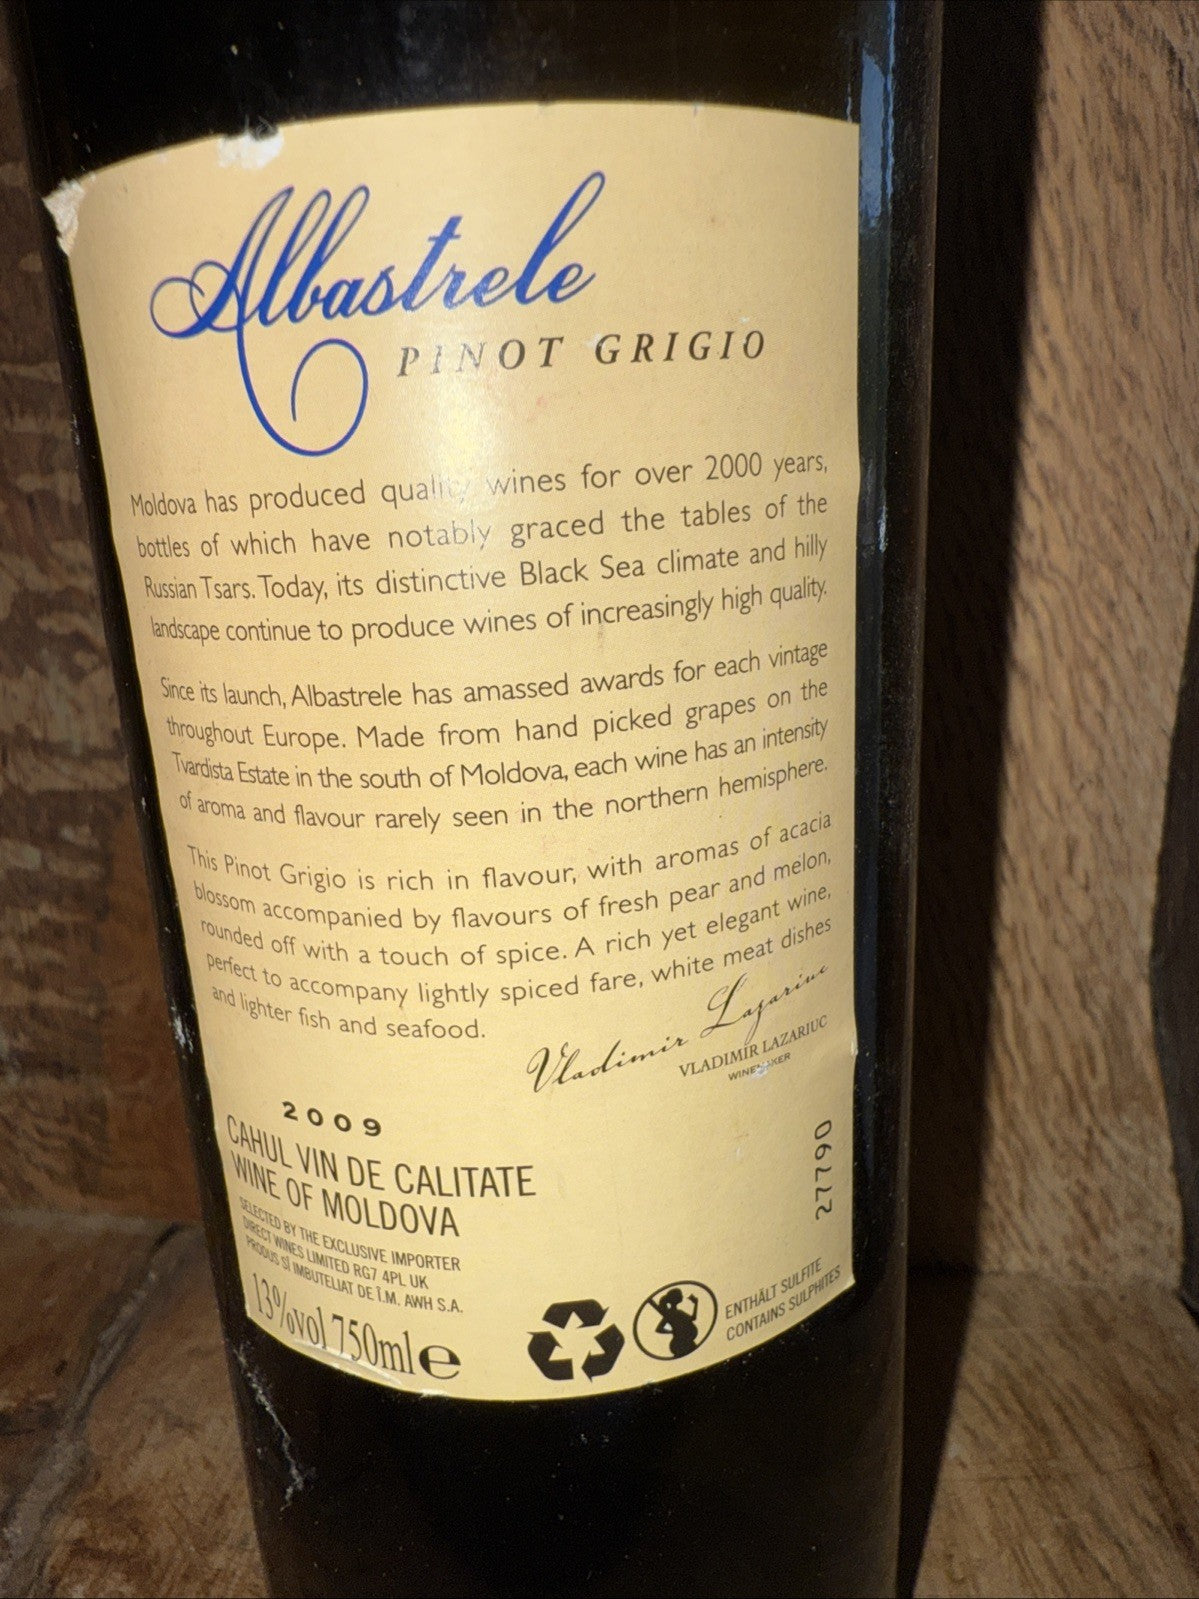 Albastrele
PINOT GRIGIO
Moldova has produced quality wines for over 2000 years,
bottles of which have notably graced the tables of the
Russian Tsars. Today, its distinctive Black Sea climate and hilly
landscape continue to produce wines of increasingly high quality.
Since its launch, Albastrele has amassed awards for each vintage
throughout Europe. Made from hand picked grapes on the
Tvardista Estate in the south of Moldova, each wine has an intensity
of aroma and flavour rarely seen in the northern hemisphere.
This Pinot Grigio is rich in flavour, with aromas of acacia
blossom accompanied by flavours of fresh pear and melon,
rounded off with a touch of spice. A rich yet elegant wine,
perfect to accompany lightly spiced fare, white meat dishes
and lighter fish and seafood.
Vladimir Lazariuc
VLADIMIR LAZARIUC
WINEMAKER
2009
CAHUL VIN DE CALITATE
WINE OF MOLDOVA
SELECTED BY THE EXCLUSIVE IMPORTER
DIRECT WINES LIMITED RG7 4PL UK
PRODUS SÎ IMBUTELIAT DE Î.M. AWH S.A.
13%vol 750ml e
27790
ENTHÄLT SULFITE
CONTAINS SULPHITES